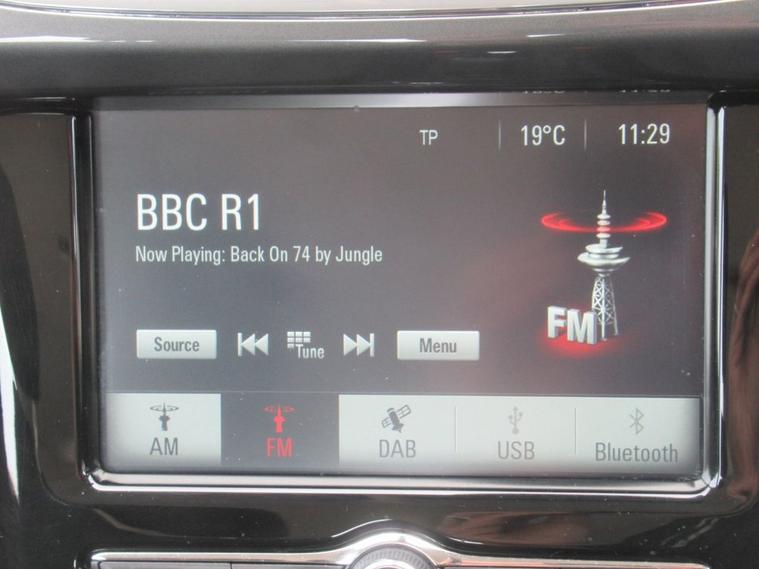 TP 19°C 11:29
BBC R1
Now Playing: Back On 74 by Jungle
FM
Source Tune Menu
AM FM DAB USB Bluetooth